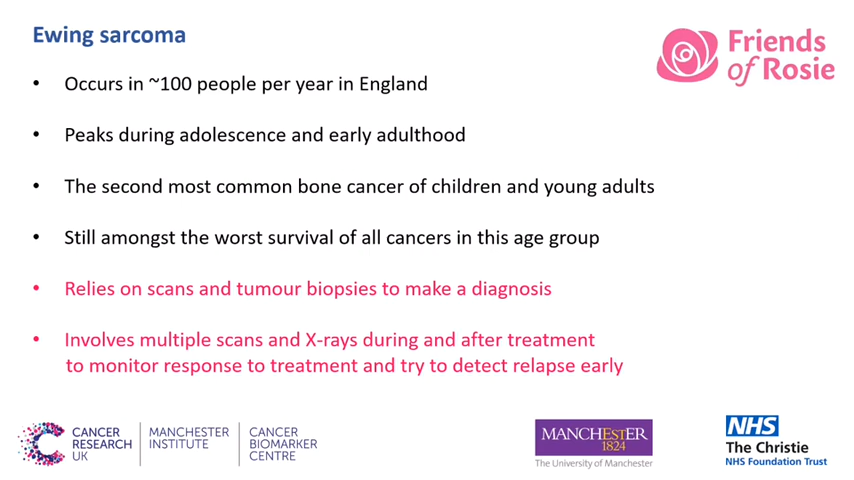 Ewing sarcoma
Friends
of Rosie
• Occurs in ~100 people per year in England
• Peaks during adolescence and early adulthood
• The second most common bone cancer of children and young adults
• Still amongst the worst survival of all cancers in this age group
• Relies on scans and tumour biopsies to make a diagnosis
• Involves multiple scans and X-rays during and after treatment
to monitor response to treatment and try to detect relapse early
CANCER
RESEARCH
UK
MANCHESTER
INSTITUTE
CANCER
BIOMARKER
CENTRE
MANCHESTER
1824
The University of Manchester
NHS
The Christie
NHS Foundation Trust